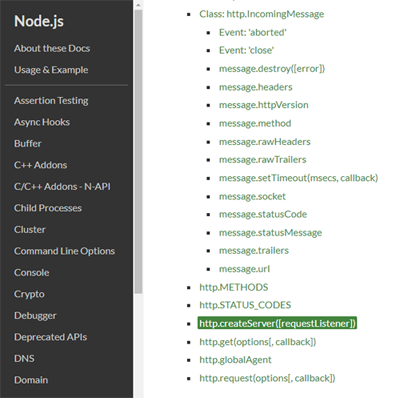 Node.js
About these Docs
Usage & Example
Assertion Testing
Async Hooks
Buffer
C++ Addons
C/C++ Addons - N-API
Child Processes
Cluster
Command Line Options
Console
Crypto
Debugger
Deprecated APIs
DNS
Domain
Class: http.IncomingMessage
Event: 'aborted'
Event: 'close'
message.destroy([error])
message.headers
message.httpVersion
message.method
message.rawHeaders
message.rawTrailers
message.setTimeout(msecs, callback)
message.socket
message.statusCode
message.statusMessage
message.trailers
message.url
http.METHODS
http.STATUS_CODES
http.createServer([requestListener])
http.get(options[, callback])
http.globalAgent
http.request(options[, callback])